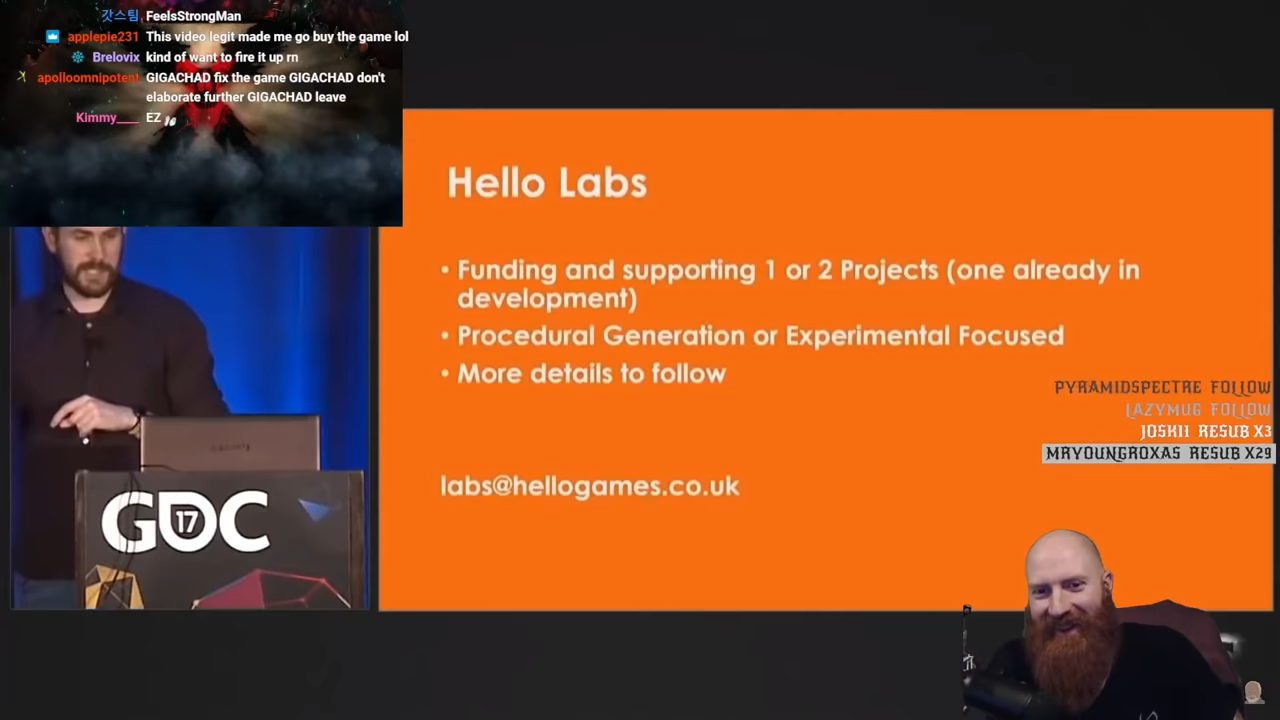 갓스팀 FeelsStrongMan
applepie231 This video legit made me go buy the game lol
Brelovix kind of want to fire it up rn
apolloomnipotent GIGACHAD fix the game GIGACHAD don't
elaborate further GIGACHAD leave
Kimmy___ EZ
Hello Labs
• Funding and supporting 1 or 2 Projects (one already in
development)
• Procedural Generation or Experimental Focused
• More details to follow
labs@hellogames.co.uk
PYRAMIDSPECTRE FOLLOW
LAZYMUG FOLLOW
JOSKII RESUB X3
MRYOUNGROXAS RESUB X29
GDC
17